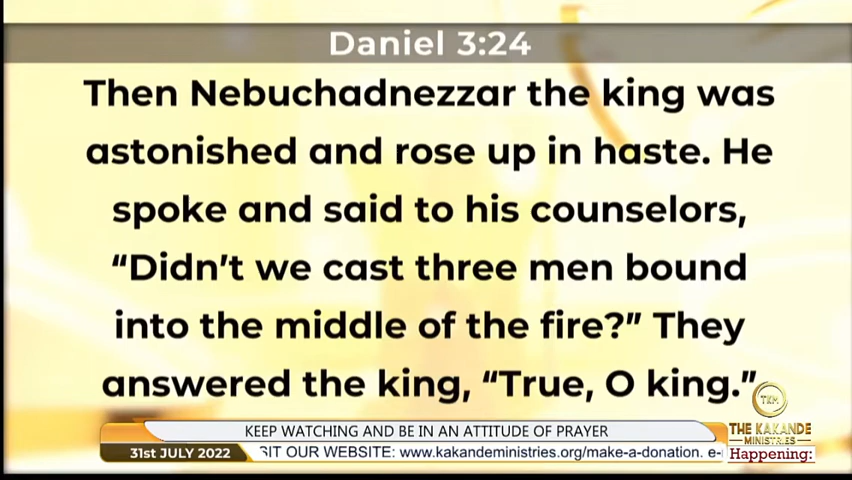 Daniel 3:24
Then Nebuchadnezzar the king was
astonished and rose up in haste. He
spoke and said to his counselors,
“Didn’t we cast three men bound
into the middle of the fire?” They
answered the king, “True, O king.”
TKM
THE KAKANDE
MINISTRIES
Happening:
KEEP WATCHING AND BE IN AN ATTITUDE OF PRAYER
31st JULY 2022
SIT OUR WEBSITE: www.kakandeministries.org/make-a-donation. e-